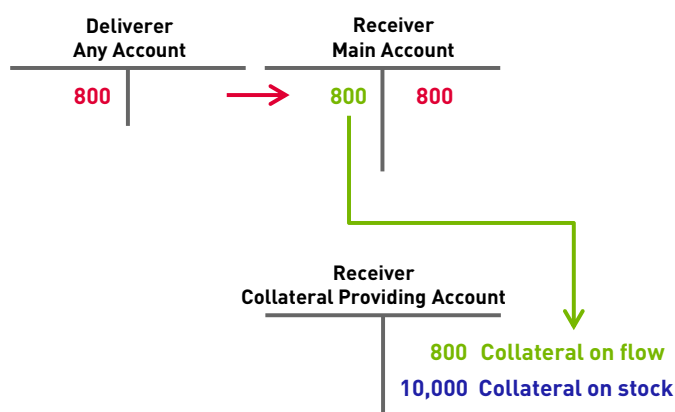 Deliverer
Any Account
Receiver
Main Account
800
800
800
Receiver
Collateral Providing Account
800 Collateral on flow
10,000 Collateral on stock